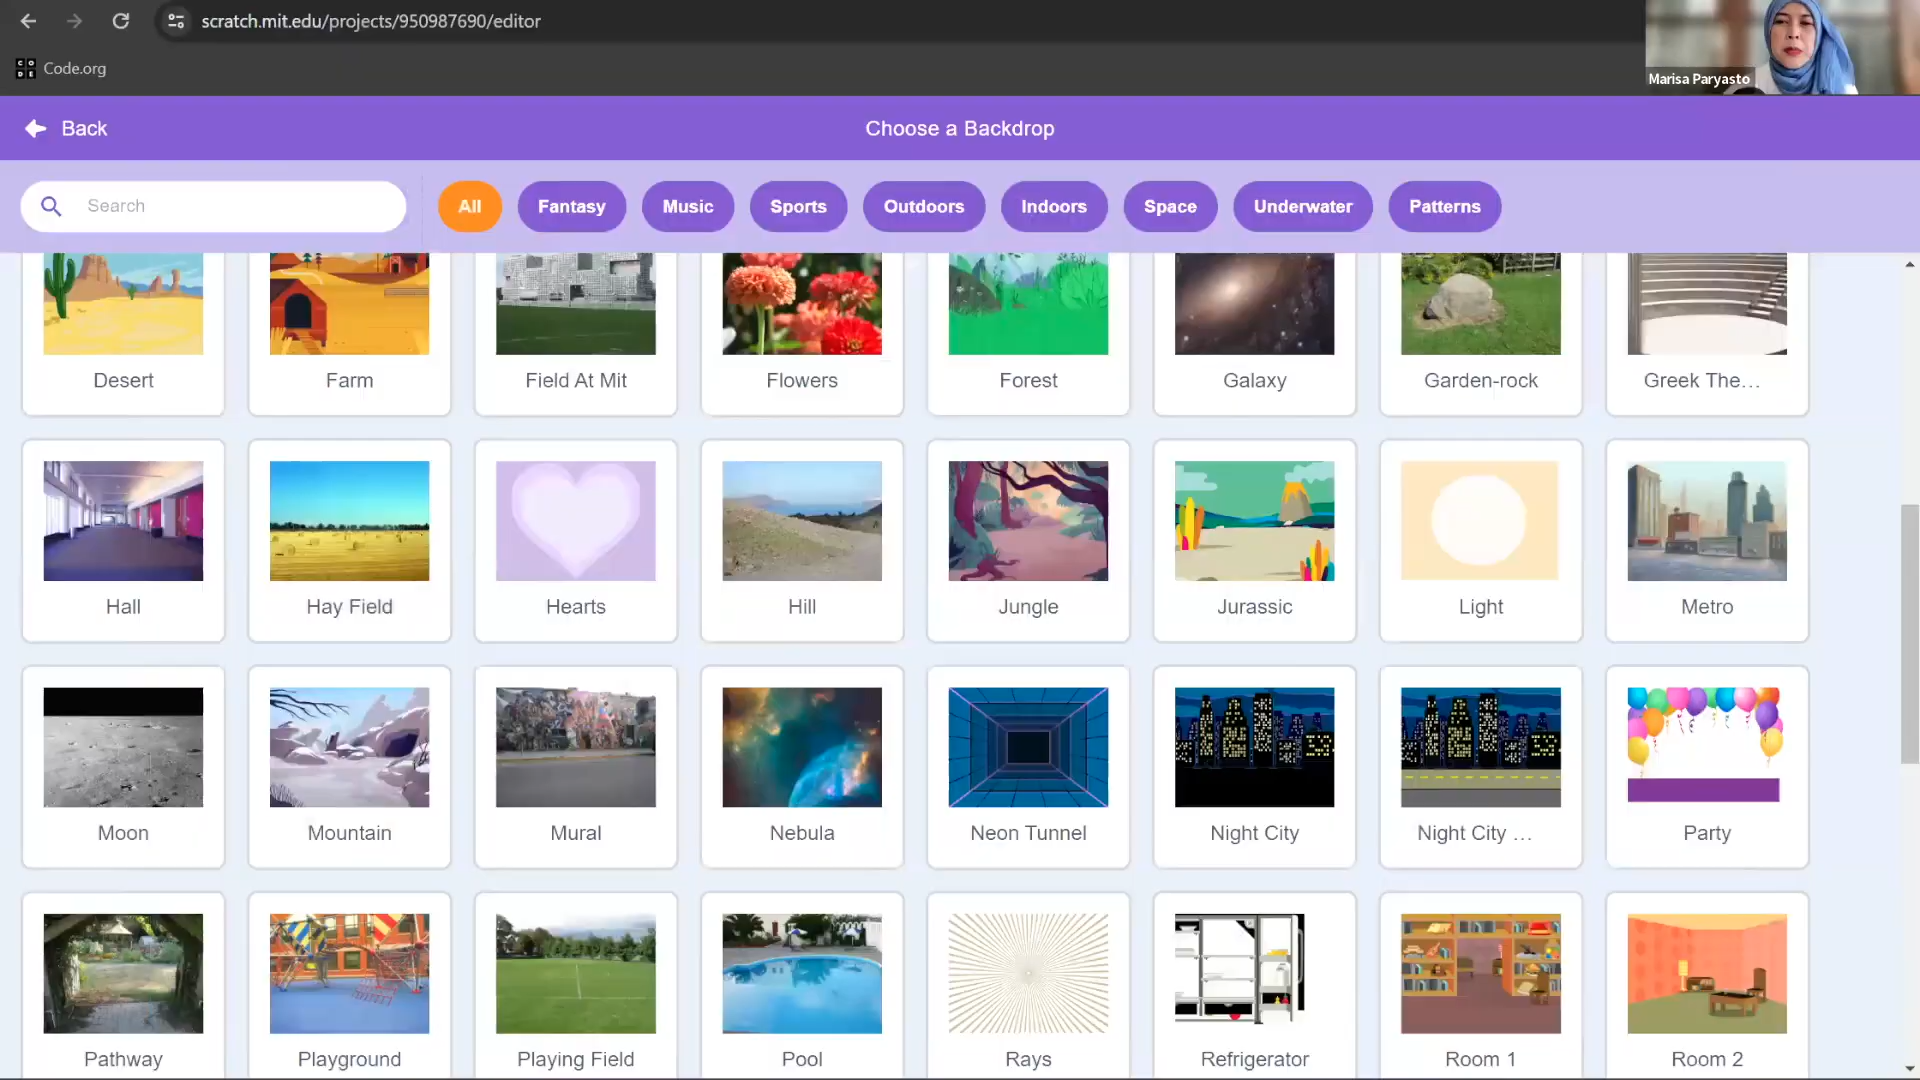 scratch.mit.edu/projects/950987690/editor
Code.org
Marisa Paryasto
Back
Choose a Backdrop
Search
All
Fantasy
Music
Sports
Outdoors
Indoors
Space
Underwater
Patterns
Desert
Farm
Field At Mit
Flowers
Forest
Galaxy
Garden-rock
Greek The...
Hall
Hay Field
Hearts
Hill
Jungle
Jurassic
Light
Metro
Moon
Mountain
Mural
Nebula
Neon Tunnel
Night City
Night City ...
Party
Pathway
Playground
Playing Field
Pool
Rays
Refrigerator
Room 1
Room 2